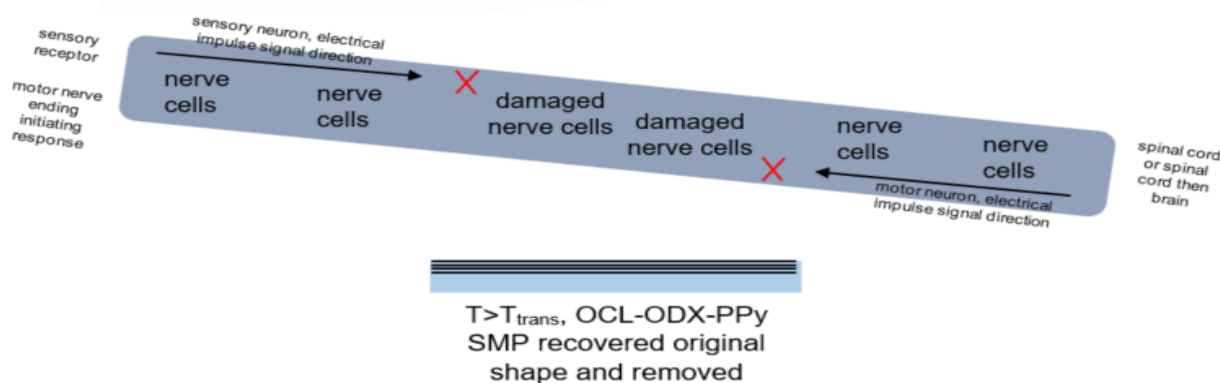 sensory
receptor
motor nerve
ending
initiating
response
sensory neuron, electrical
impulse signal direction
nerve
cells
nerve
cells
damaged
nerve cells
damaged
nerve cells
nerve
cells
nerve
cells
motor neuron, electrical
impulse signal direction
spinal cord
or spinal
cord then
brain
T>Ttrans, OCL-ODX-PPy
SMP recovered original
shape and removed